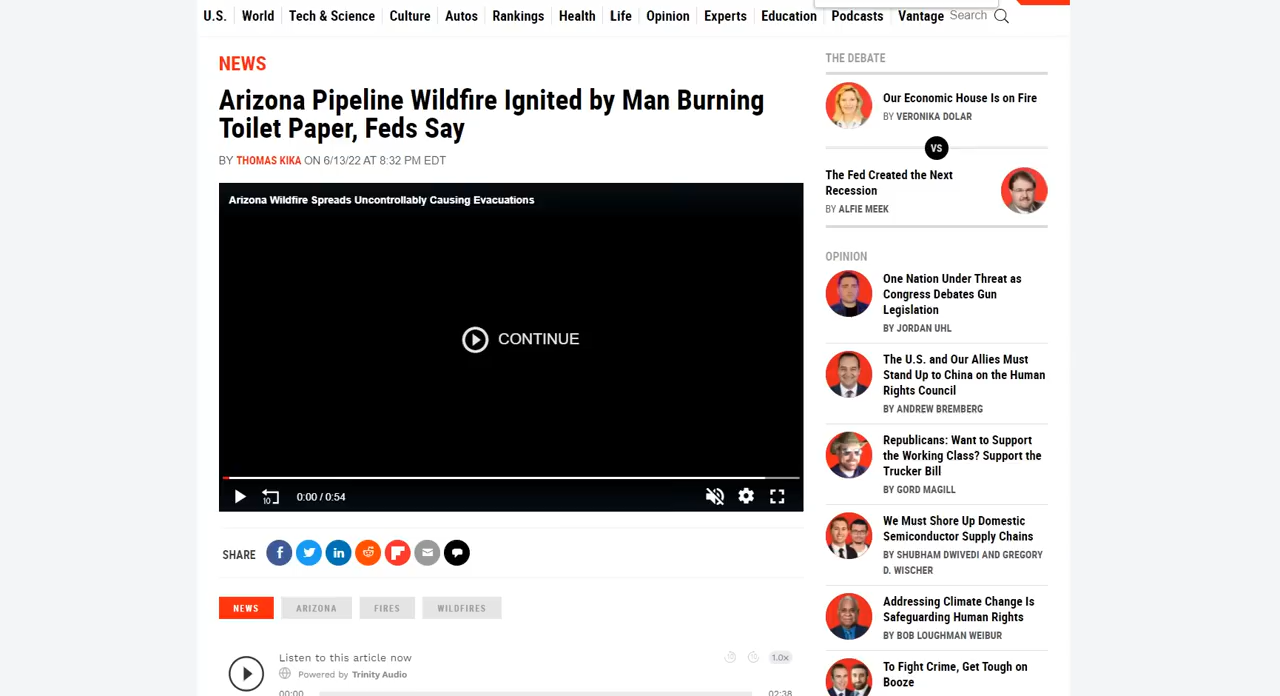 U.S. World Tech & Science Culture Autos Rankings Health Life Opinion Experts Education Podcasts Vantage Search
NEWS
Arizona Pipeline Wildfire Ignited by Man Burning
Toilet Paper, Feds Say
BY THOMAS KIKA ON 6/13/22 AT 8:32 PM EDT
Arizona Wildfire Spreads Uncontrollably Causing Evacuations
CONTINUE
10
0:00 / 0:54
SHARE
NEWS ARIZONA FIRES WILDFIRES
Listen to this article now
1.0x
Powered by Trinity Audio
00:00 02:38
THE DEBATE
Our Economic House Is on Fire
BY VERONIKA DOLAR
VS
The Fed Created the Next
Recession
BY ALFIE MEEK
OPINION
One Nation Under Threat as
Congress Debates Gun
Legislation
BY JORDAN UHL
The U.S. and Our Allies Must
Stand Up to China on the Human
Rights Council
BY ANDREW BREMBERG
Republicans: Want to Support
the Working Class? Support the
Trucker Bill
BY GORD MAGILL
We Must Shore Up Domestic
Semiconductor Supply Chains
BY SHUBHAM DWIVEDI AND GREGORY
D. WISCHER
Addressing Climate Change Is
Safeguarding Human Rights
BY BOB LOUGHMAN WEIBUR
To Fight Crime, Get Tough on
Booze